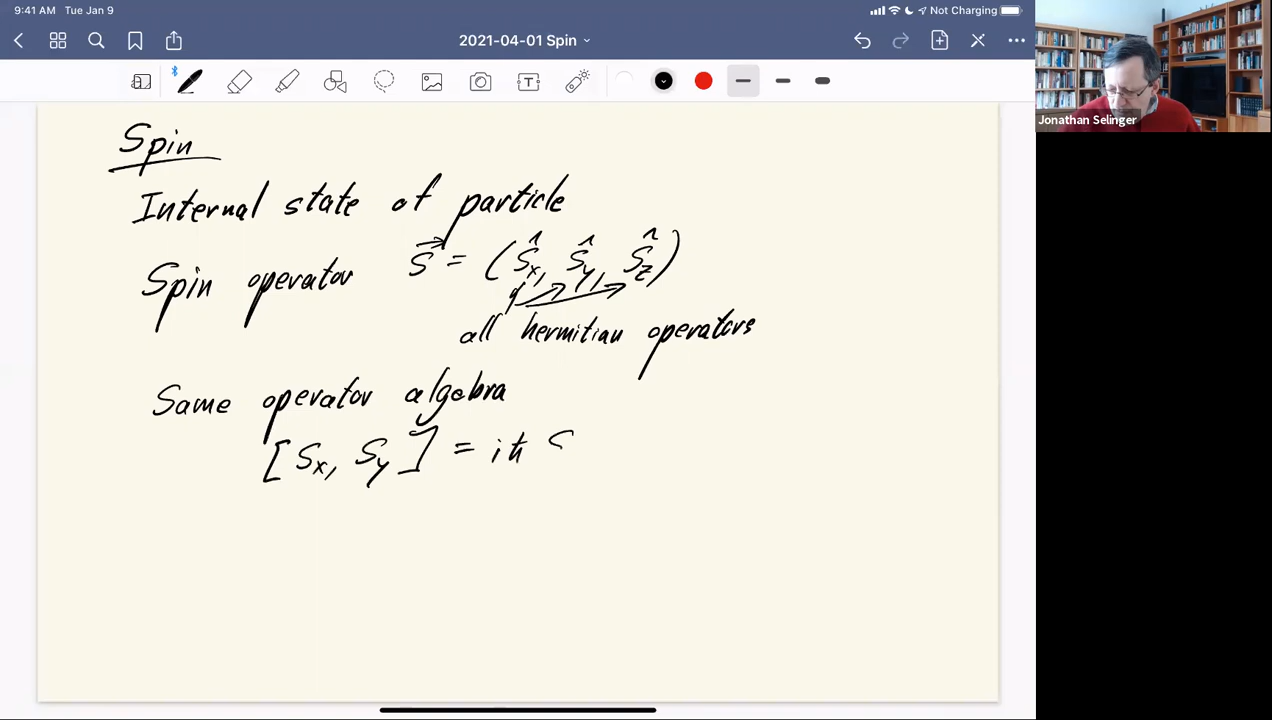 9:41 AM Tue Jan 9
Not Charging
2021-04-01 Spin
Jonathan Selinger
Spin
Internal state of particle
Spin operator S⃗ = (Ŝx, Ŝy, Ŝz)
all hermitian operators
Same operator algebra
[Sx, Sy] = iħ S